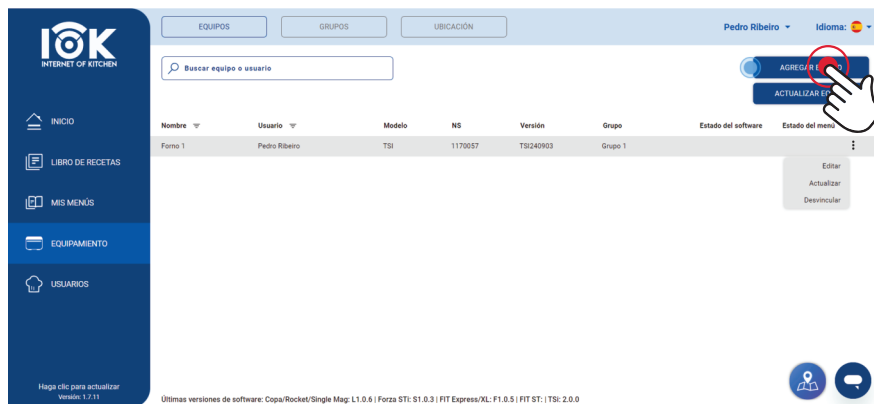 IOK
INTERNET OF KITCHEN
EQUIPOS
GRUPOS
UBICACIÓN
Pedro Ribeiro
Idioma:
Buscar equipo o usuario
AGREGAR
ACTUALIZAR
INICIO
LIBRO DE RECETAS
MIS MENÚS
EQUIPAMIENTO
USUARIOS
Nombre Usuario Modelo NS Versión Grupo Estado del software Estado del menú
Forno 1 Pedro Ribeiro TSI 1170057 TSI240903 Grupo 1
Editar
Actualizar
Desvincular
Haga clic para actualizar
Versión: 1.7.11
Últimas versiones de software: Copa/Rocket/Single Mag: L1.0.6 | Forza STi: S1.0.3 | FIT Express/XL: F1.0.5 | FIT ST: | TSi: 2.0.0